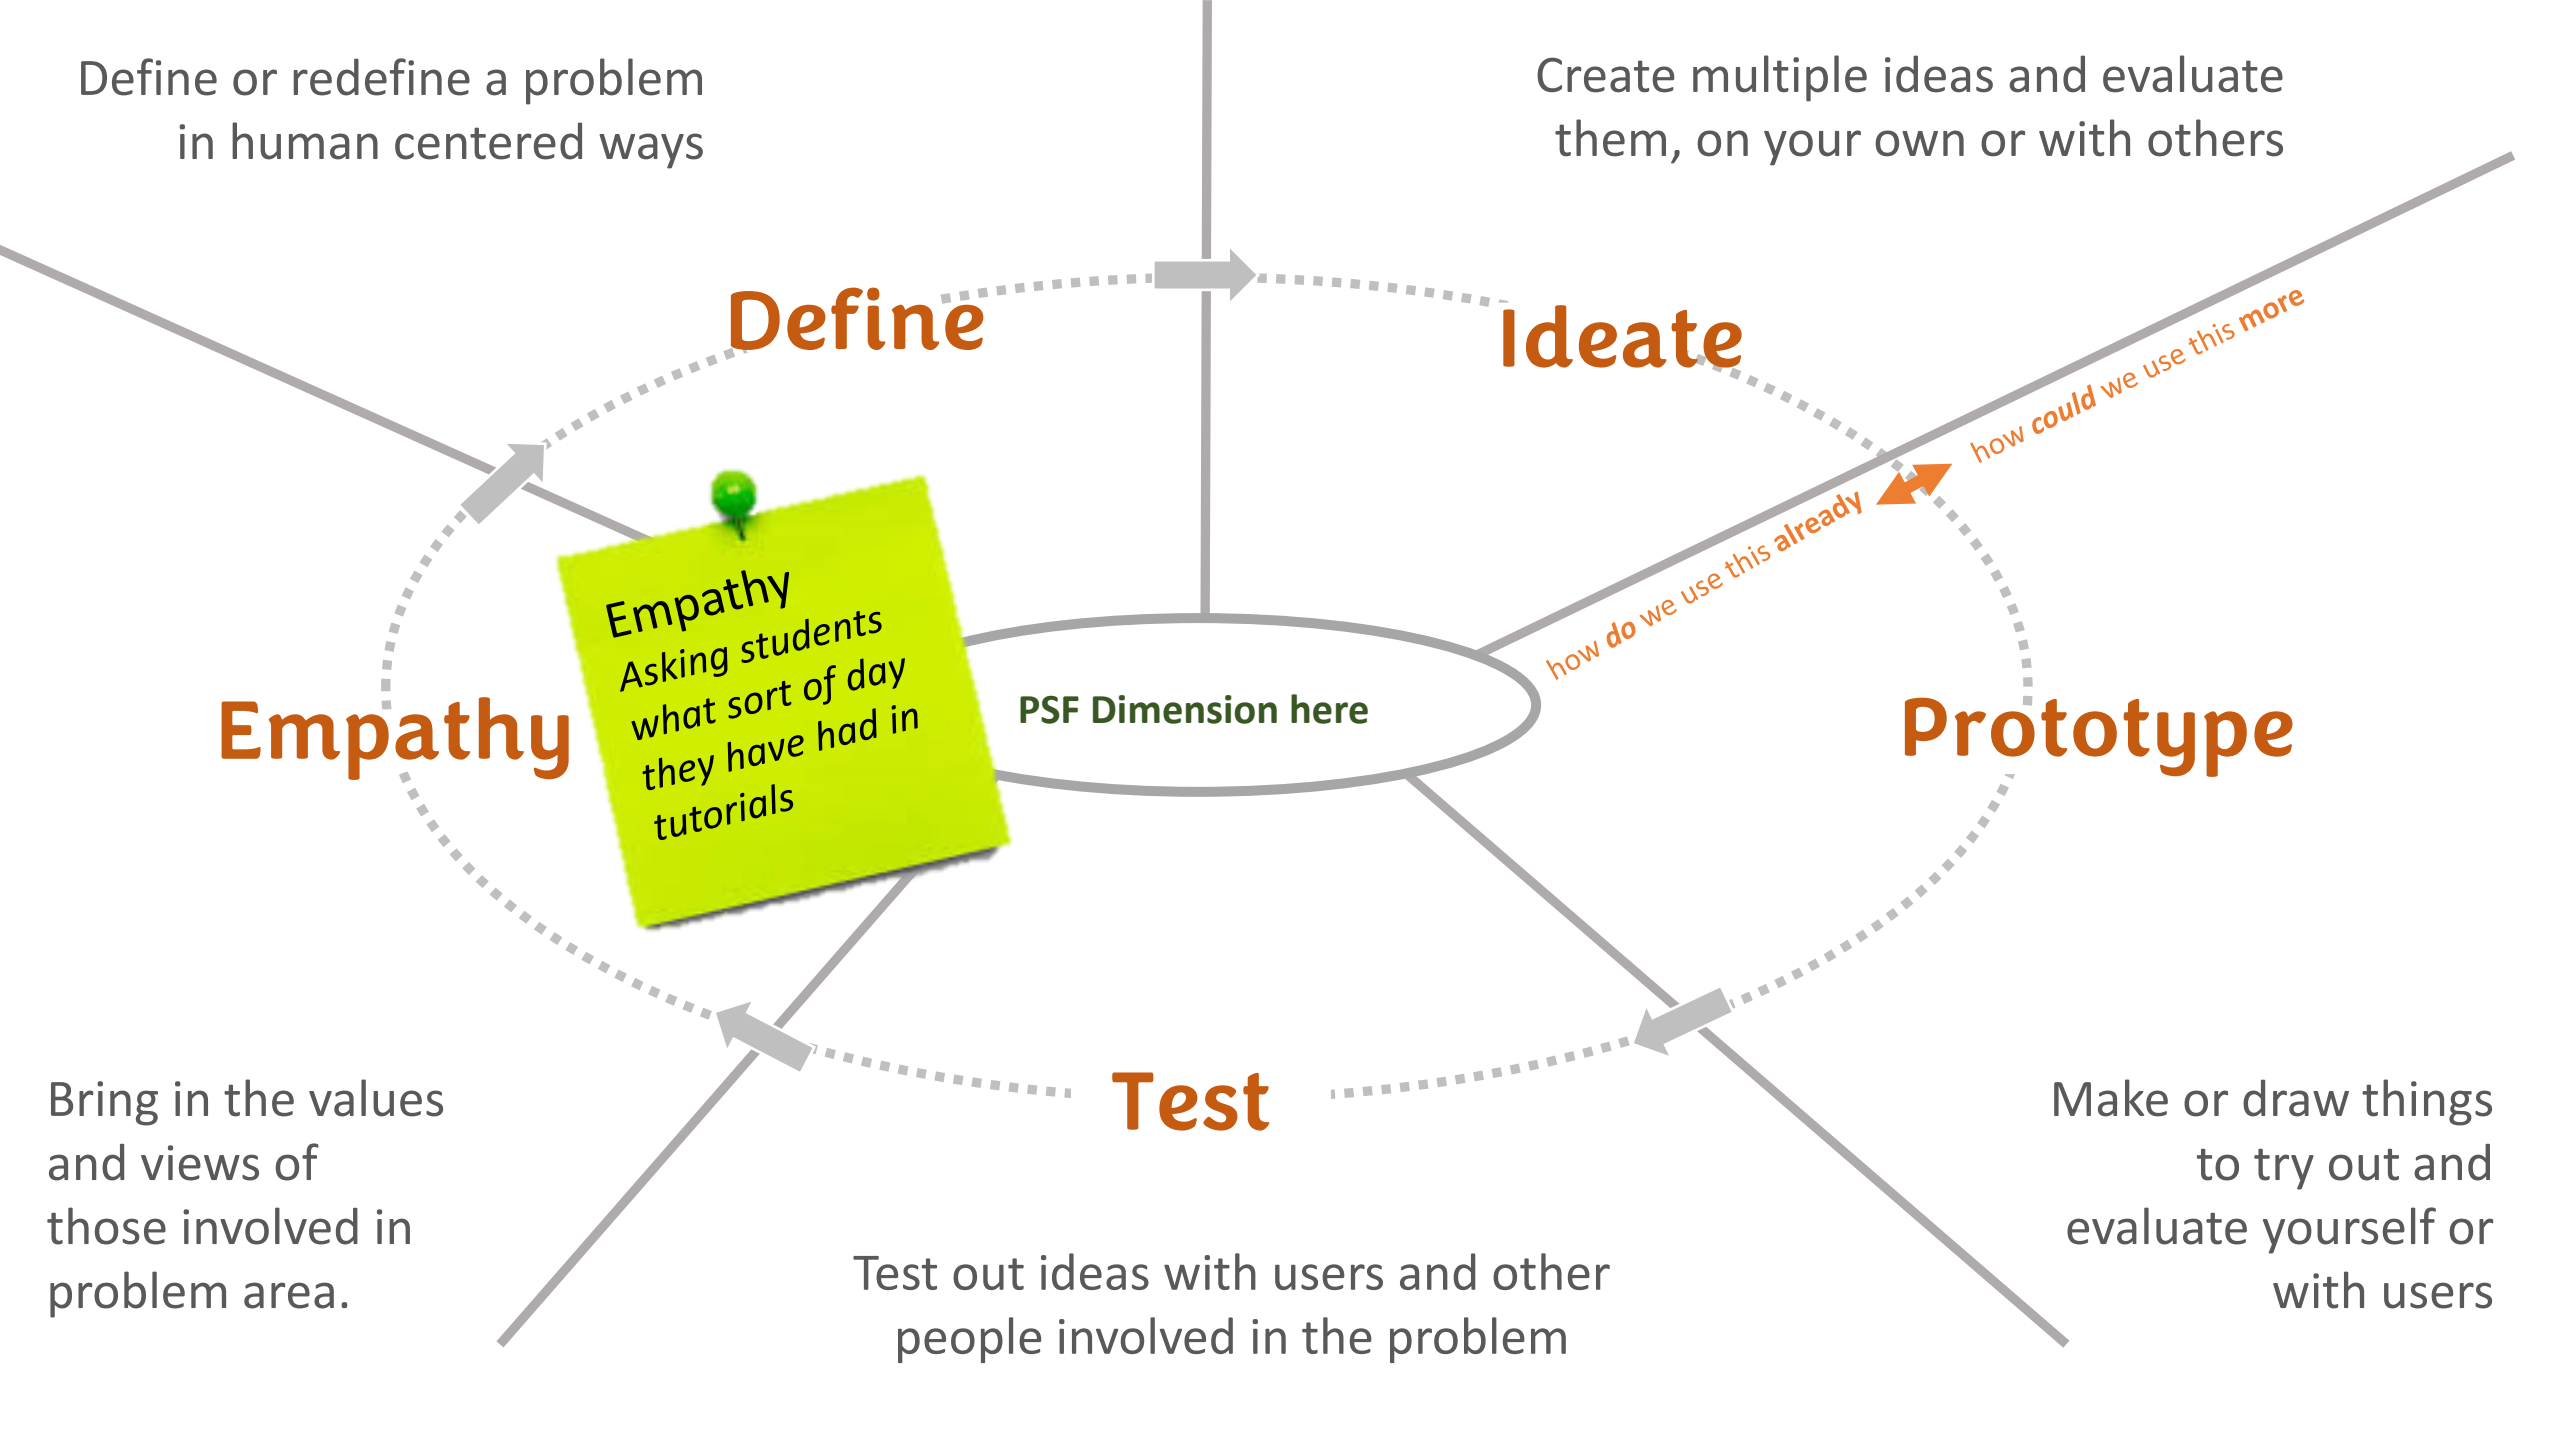 Define or redefine a problem
in human centered ways
Create multiple ideas and evaluate
them, on your own or with others
Define
Ideate
how could we use this more
how do we use this already
Empathy
Asking students
what sort of day
they have had in
tutorials
PSF Dimension here
Empathy
Prototype
Test
Bring in the values
and views of
those involved in
problem area.
Test out ideas with users and other
people involved in the problem
Make or draw things
to try out and
evaluate yourself or
with users